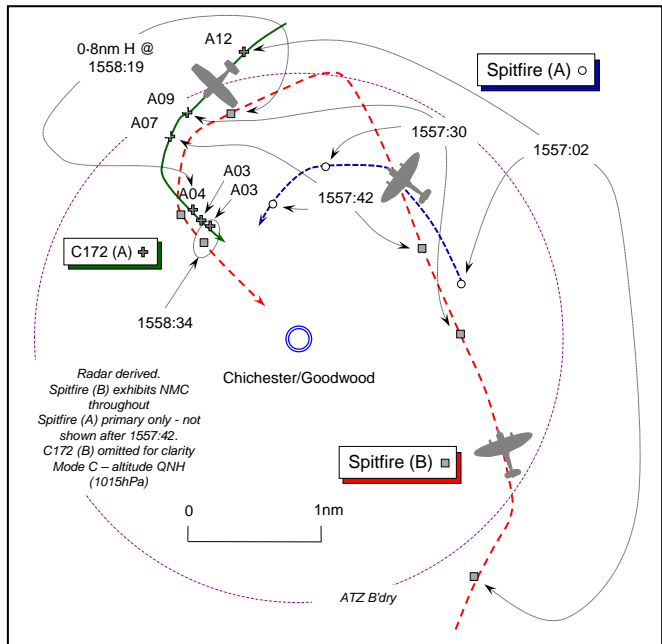 0·8nm H @
1558:19
A12
Spitfire (A)
A09
A07
1557:30
1557:02
A03
A04
A03
1557:42
C172 (A)
1558:34
Chichester/Goodwood
Radar derived.
Spitfire (B) exhibits NMC
throughout
Spitfire (A) primary only - not
shown after 1557:42.
C172 (B) omitted for clarity
Mode C – altitude QNH
(1015hPa)
Spitfire (B)
0
1nm
ATZ B'dry